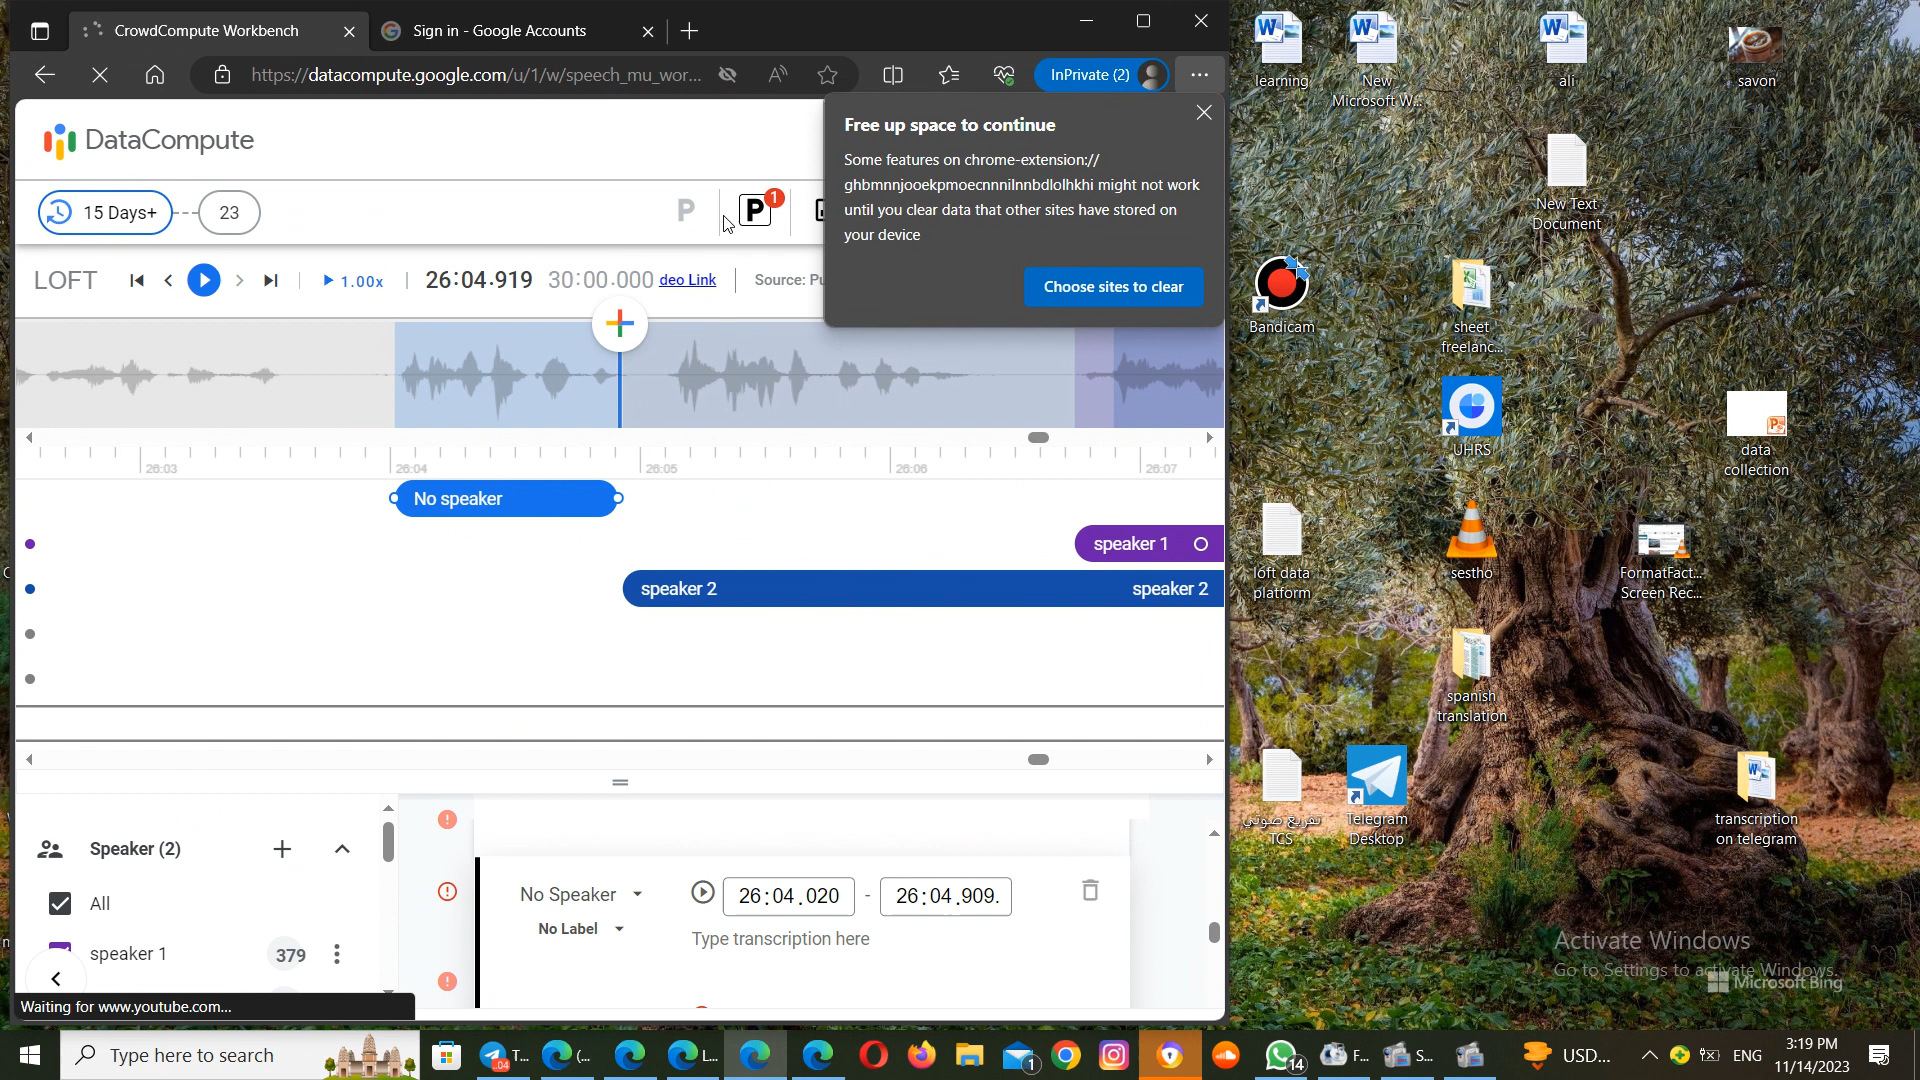 CrowdCompute Workbench
Sign in - Google Accounts
https://datacompute.google.com/u/1/w/speech_mu_wor...
InPrivate (2)
DataCompute
Free up space to continue
Some features on chrome-extension://
ghbmnnjooekpmoecnnnilnnbdlolhkhi might not work
until you clear data that other sites have stored on
your device
Choose sites to clear
15 Days+
23
P
P
1
LOFT
1.00x
26:04.919
30:00.000
deo Link
Source: Pu
26:03
26:04
26:05
26:06
26:07
No speaker
speaker 1
speaker 2
speaker 2
Speaker (2)
All
speaker 1
379
No Speaker
26:04.020
-
26:04.909.
No Label
Type transcription here
Waiting for www.youtube.com...
learning
New
Microsoft W...
ali
savon
New Text
Document
Bandicam
sheet
freelanc...
UHRS
data
collection
loft data
platform
sestho
FormatFact...
Screen Rec...
spanish
translation
تفريغ صوتي
TCS
Telegram
Desktop
transcription
on telegram
Activate Windows
Go to Settings to activate Windows.
Microsoft Bing
Type here to search
T...
.04
(...
L...
1
14
F...
S...
USD...
ENG
3:19 PM
11/14/2023